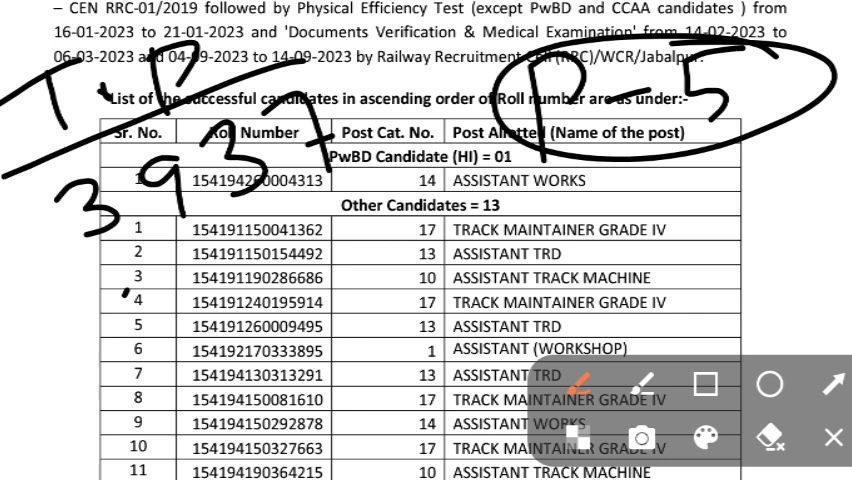 – CEN RRC-01/2019 followed by Physical Efficiency Test (except PwBD and CCAA candidates ) from
16-01-2023 to 21-01-2023 and 'Documents Verification & Medical Examination' from 14-02-2023 to
06-03-2023 and 04-09-2023 to 14-09-2023 by Railway Recruitment Cell (RRC)/WCR/Jabalpur.
T.P
P-5
List of the successful candidates in ascending order of Roll number are as under:-
Sr. No. Roll Number Post Cat. No. Post Allotted (Name of the post)
3937
PwBD Candidate (HI) = 01
1 154194260004313 14 ASSISTANT WORKS
Other Candidates = 13
1 154191150041362 17 TRACK MAINTAINER GRADE IV
2 154191150154492 13 ASSISTANT TRD
3 154191190286686 10 ASSISTANT TRACK MACHINE
4 154191240195914 17 TRACK MAINTAINER GRADE IV
5 154191260009495 13 ASSISTANT TRD
6 154192170333895 1 ASSISTANT (WORKSHOP)
7 154194130313291 13 ASSISTANT TRD
8 154194150081610 17 TRACK MAINTAINER GRADE IV
9 154194150292878 14 ASSISTANT WORKS
10 154194150327663 17 TRACK MAINTAINER GRADE IV
11 154194190364215 10 ASSISTANT TRACK MACHINE